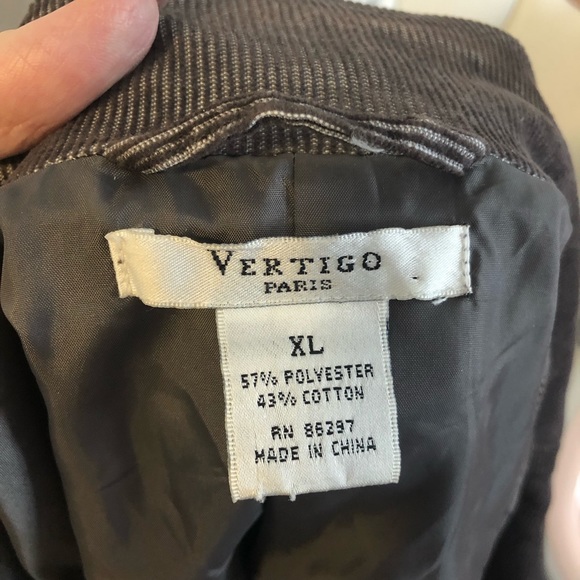 VERTIGO
PARIS
XL
57% POLYESTER
43% COTTON
RN 86297
MADE IN CHINA